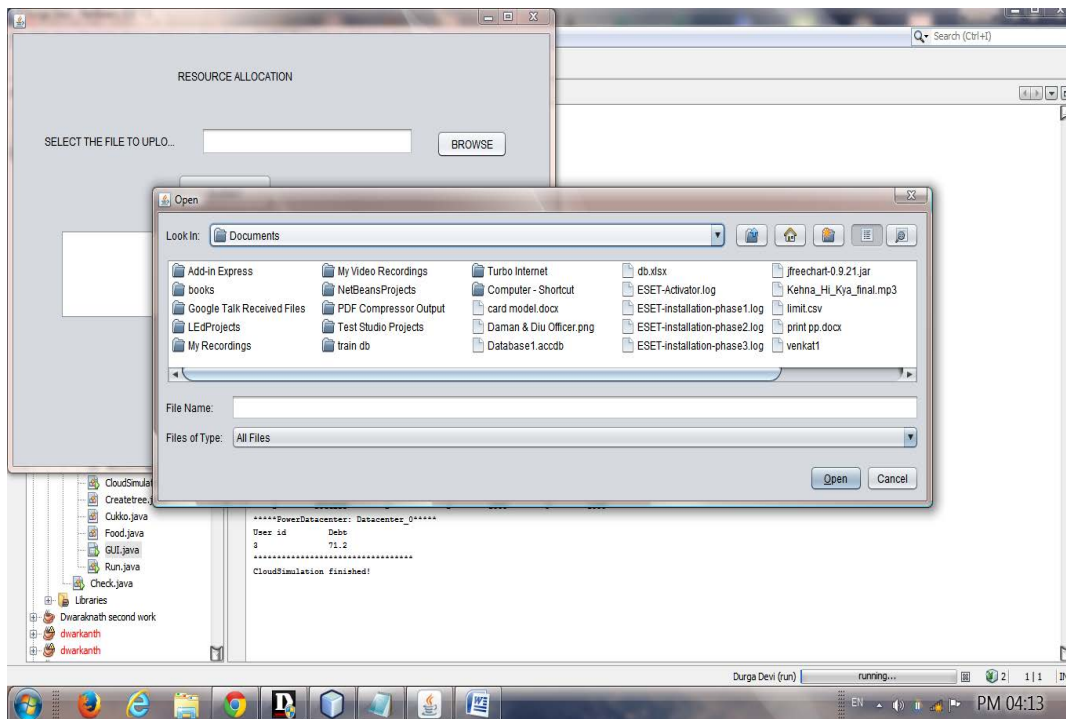 Search (Ctrl+I)
RESOURCE ALLOCATION
SELECT THE FILE TO UPLO...
BROWSE
Open
Look In:
Documents
Add-in Express
books
Google Talk Received Files
LEdProjects
My Recordings
My Video Recordings
NetBeansProjects
PDF Compressor Output
Test Studio Projects
train db
Turbo Internet
Computer - Shortcut
card model.docx
Daman & Diu Officer.png
Database1.accdb
db.xlsx
ESET-Activator.log
ESET-installation-phase1.log
ESET-installation-phase2.log
ESET-installation-phase3.log
jfreechart-0.9.21.jar
Kehna_Hi_Kya_final.mp3
limit.csv
print pp.docx
venkat1
File Name:
Files of Type:
All Files
Open
Cancel
CloudSimulat
Createtree.j
Cukko.java
Food.java
GUI.java
Run.java
Check.java
Libraries
Dwaraknath second work
dwarkanth
dwarkanth
*****PowerDatacenter: Datacenter_0*****
User id Debt
3 71.2
**********************************
CloudSimulation finished!
Durga Devi (run)
running...
2
1|1
IN
EN
PM 04:13